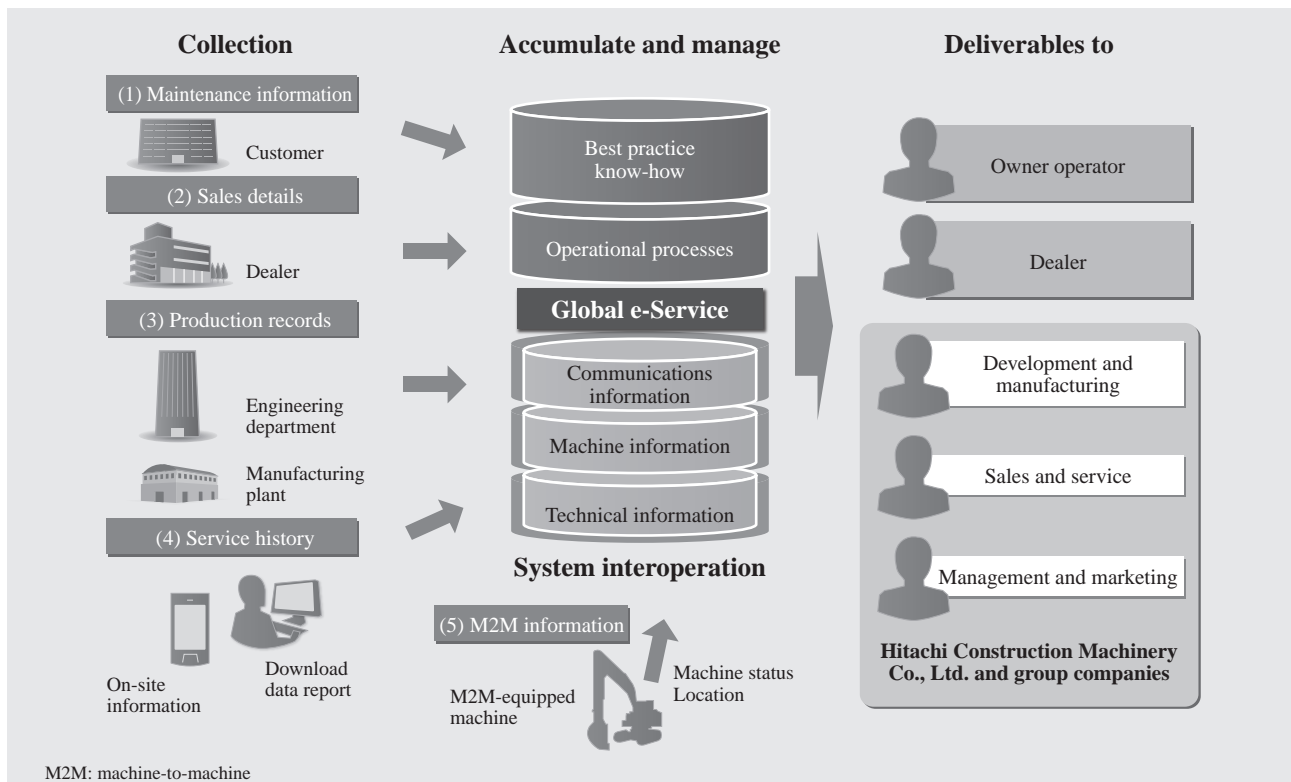 Collection
(1) Maintenance information
Customer
(2) Sales details
Dealer
(3) Production records
Engineering
department
Manufacturing
plant
(4) Service history
On-site
information
Download
data report
Accumulate and manage
Best practice
know-how
Operational processes
Global e-Service
Communications
information
Machine information
Technical information
System interoperation
(5) M2M information
M2M-equipped
machine
Machine status
Location
Deliverables to
Owner operator
Dealer
Development and
manufacturing
Sales and service
Management and marketing
Hitachi Construction Machinery
Co., Ltd. and group companies
M2M: machine-to-machine